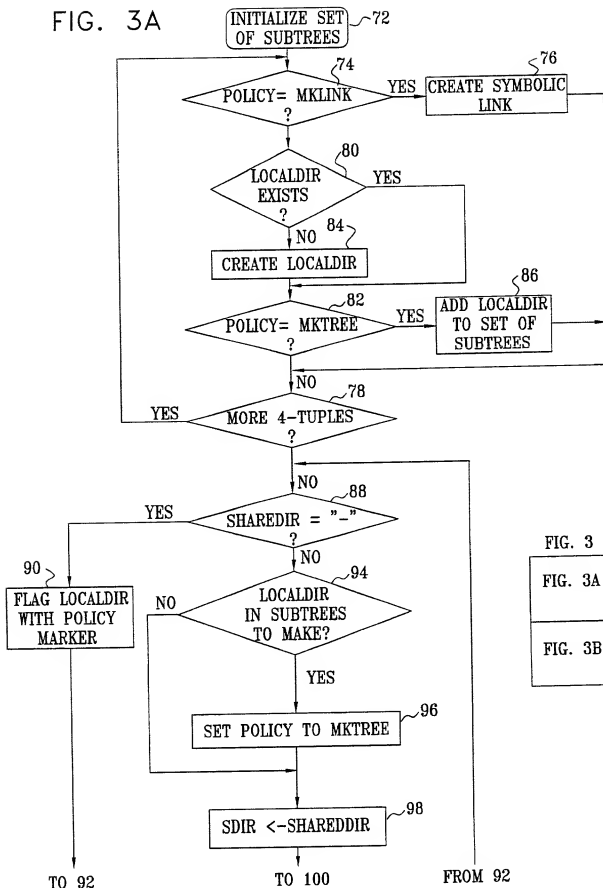 FIG. 3A
INITIALIZE SET
OF SUBTREES
72
74
POLICY= MKLINK
?
YES
76
CREATE SYMBOLIC
LINK
80
LOCALDIR
EXISTS
?
YES
NO
84
CREATE LOCALDIR
82
POLICY= MKTREE
?
YES
86
ADD LOCALDIR
TO SET OF
SUBTREES
NO
78
MORE 4-TUPLES
?
YES
NO
88
SHAREDIR = "-"
?
YES
NO
90
FLAG LOCALDIR
WITH POLICY
MARKER
94
LOCALDIR
IN SUBTREES
TO MAKE?
NO
YES
96
SET POLICY TO MKTREE
98
SDIR <-SHAREDDIR
TO 92
TO 100
FROM 92
FIG. 3
FIG. 3A
FIG. 3B